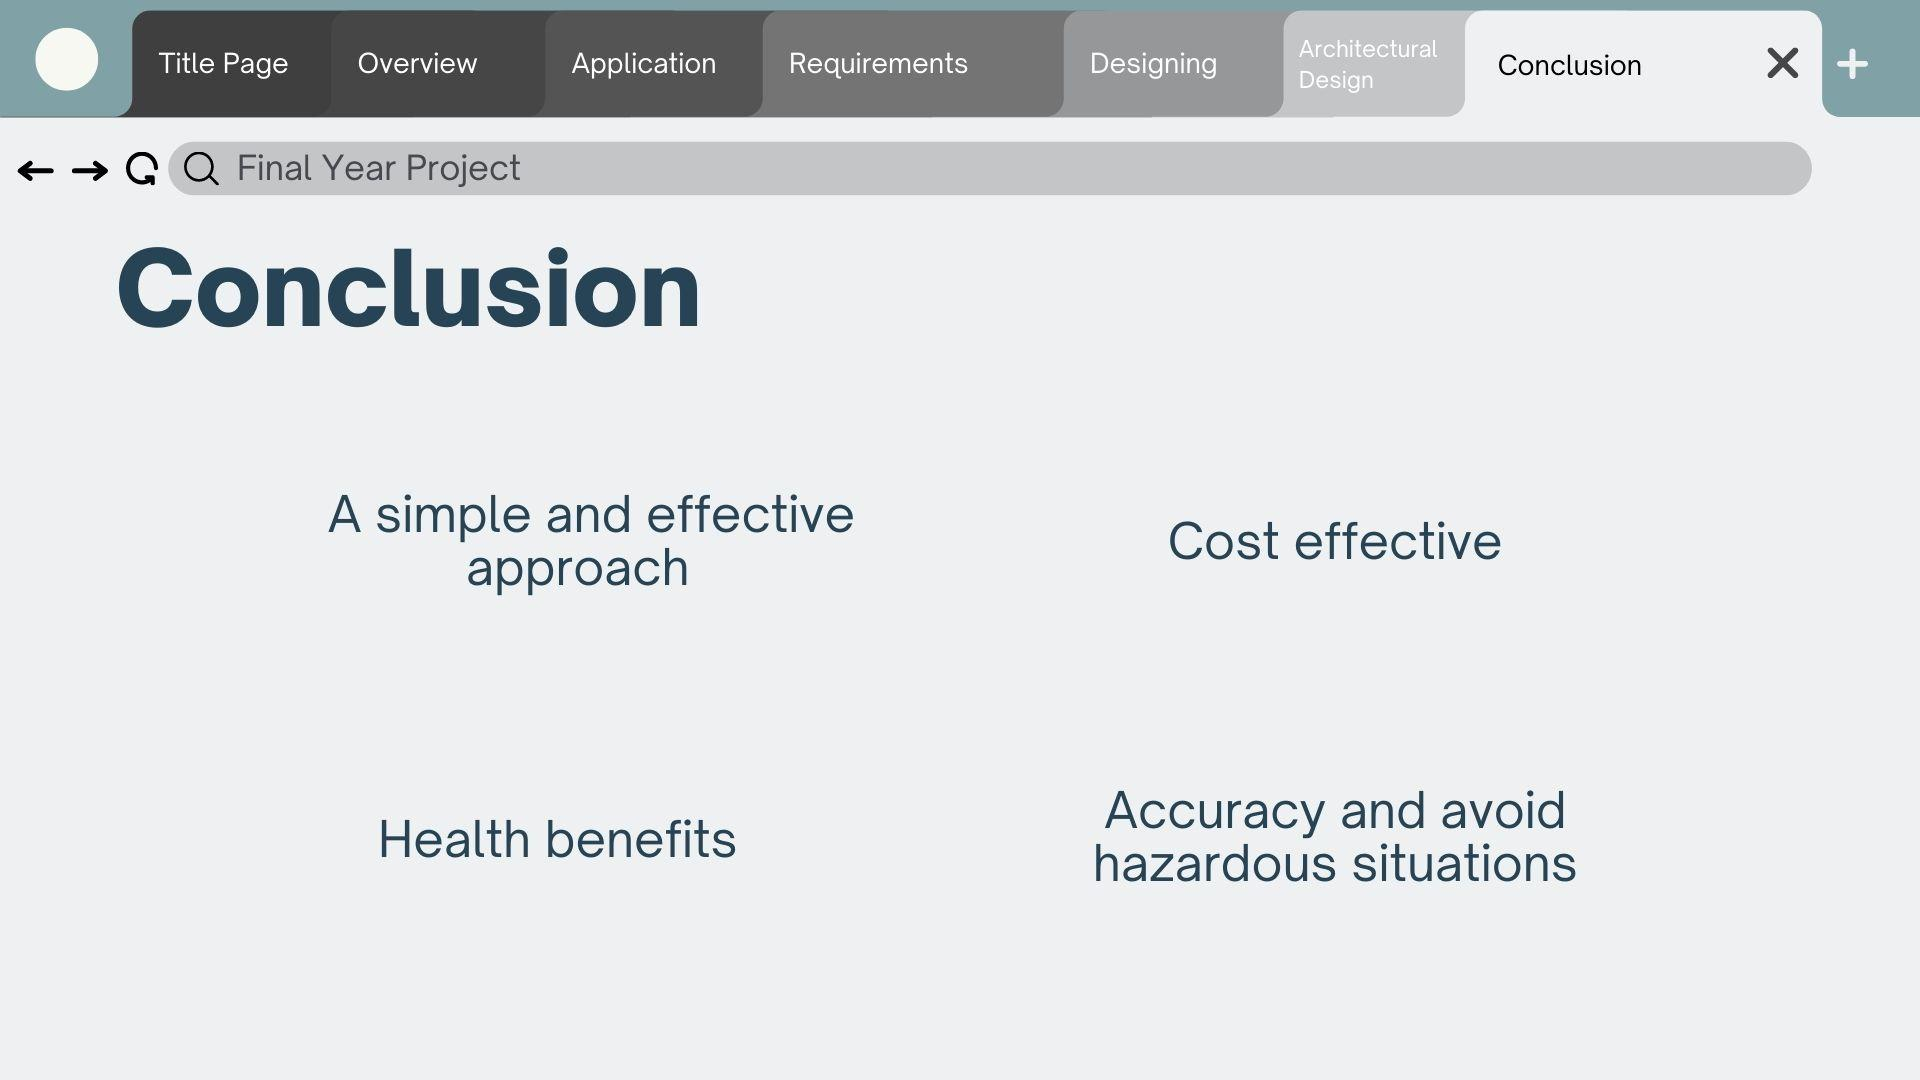 Title Page
Overview
Application
Requirements
Designing
Architectural
Design
Conclusion
Final Year Project
Conclusion
A simple and effective
approach
Cost effective
Health benefits
Accuracy and avoid
hazardous situations